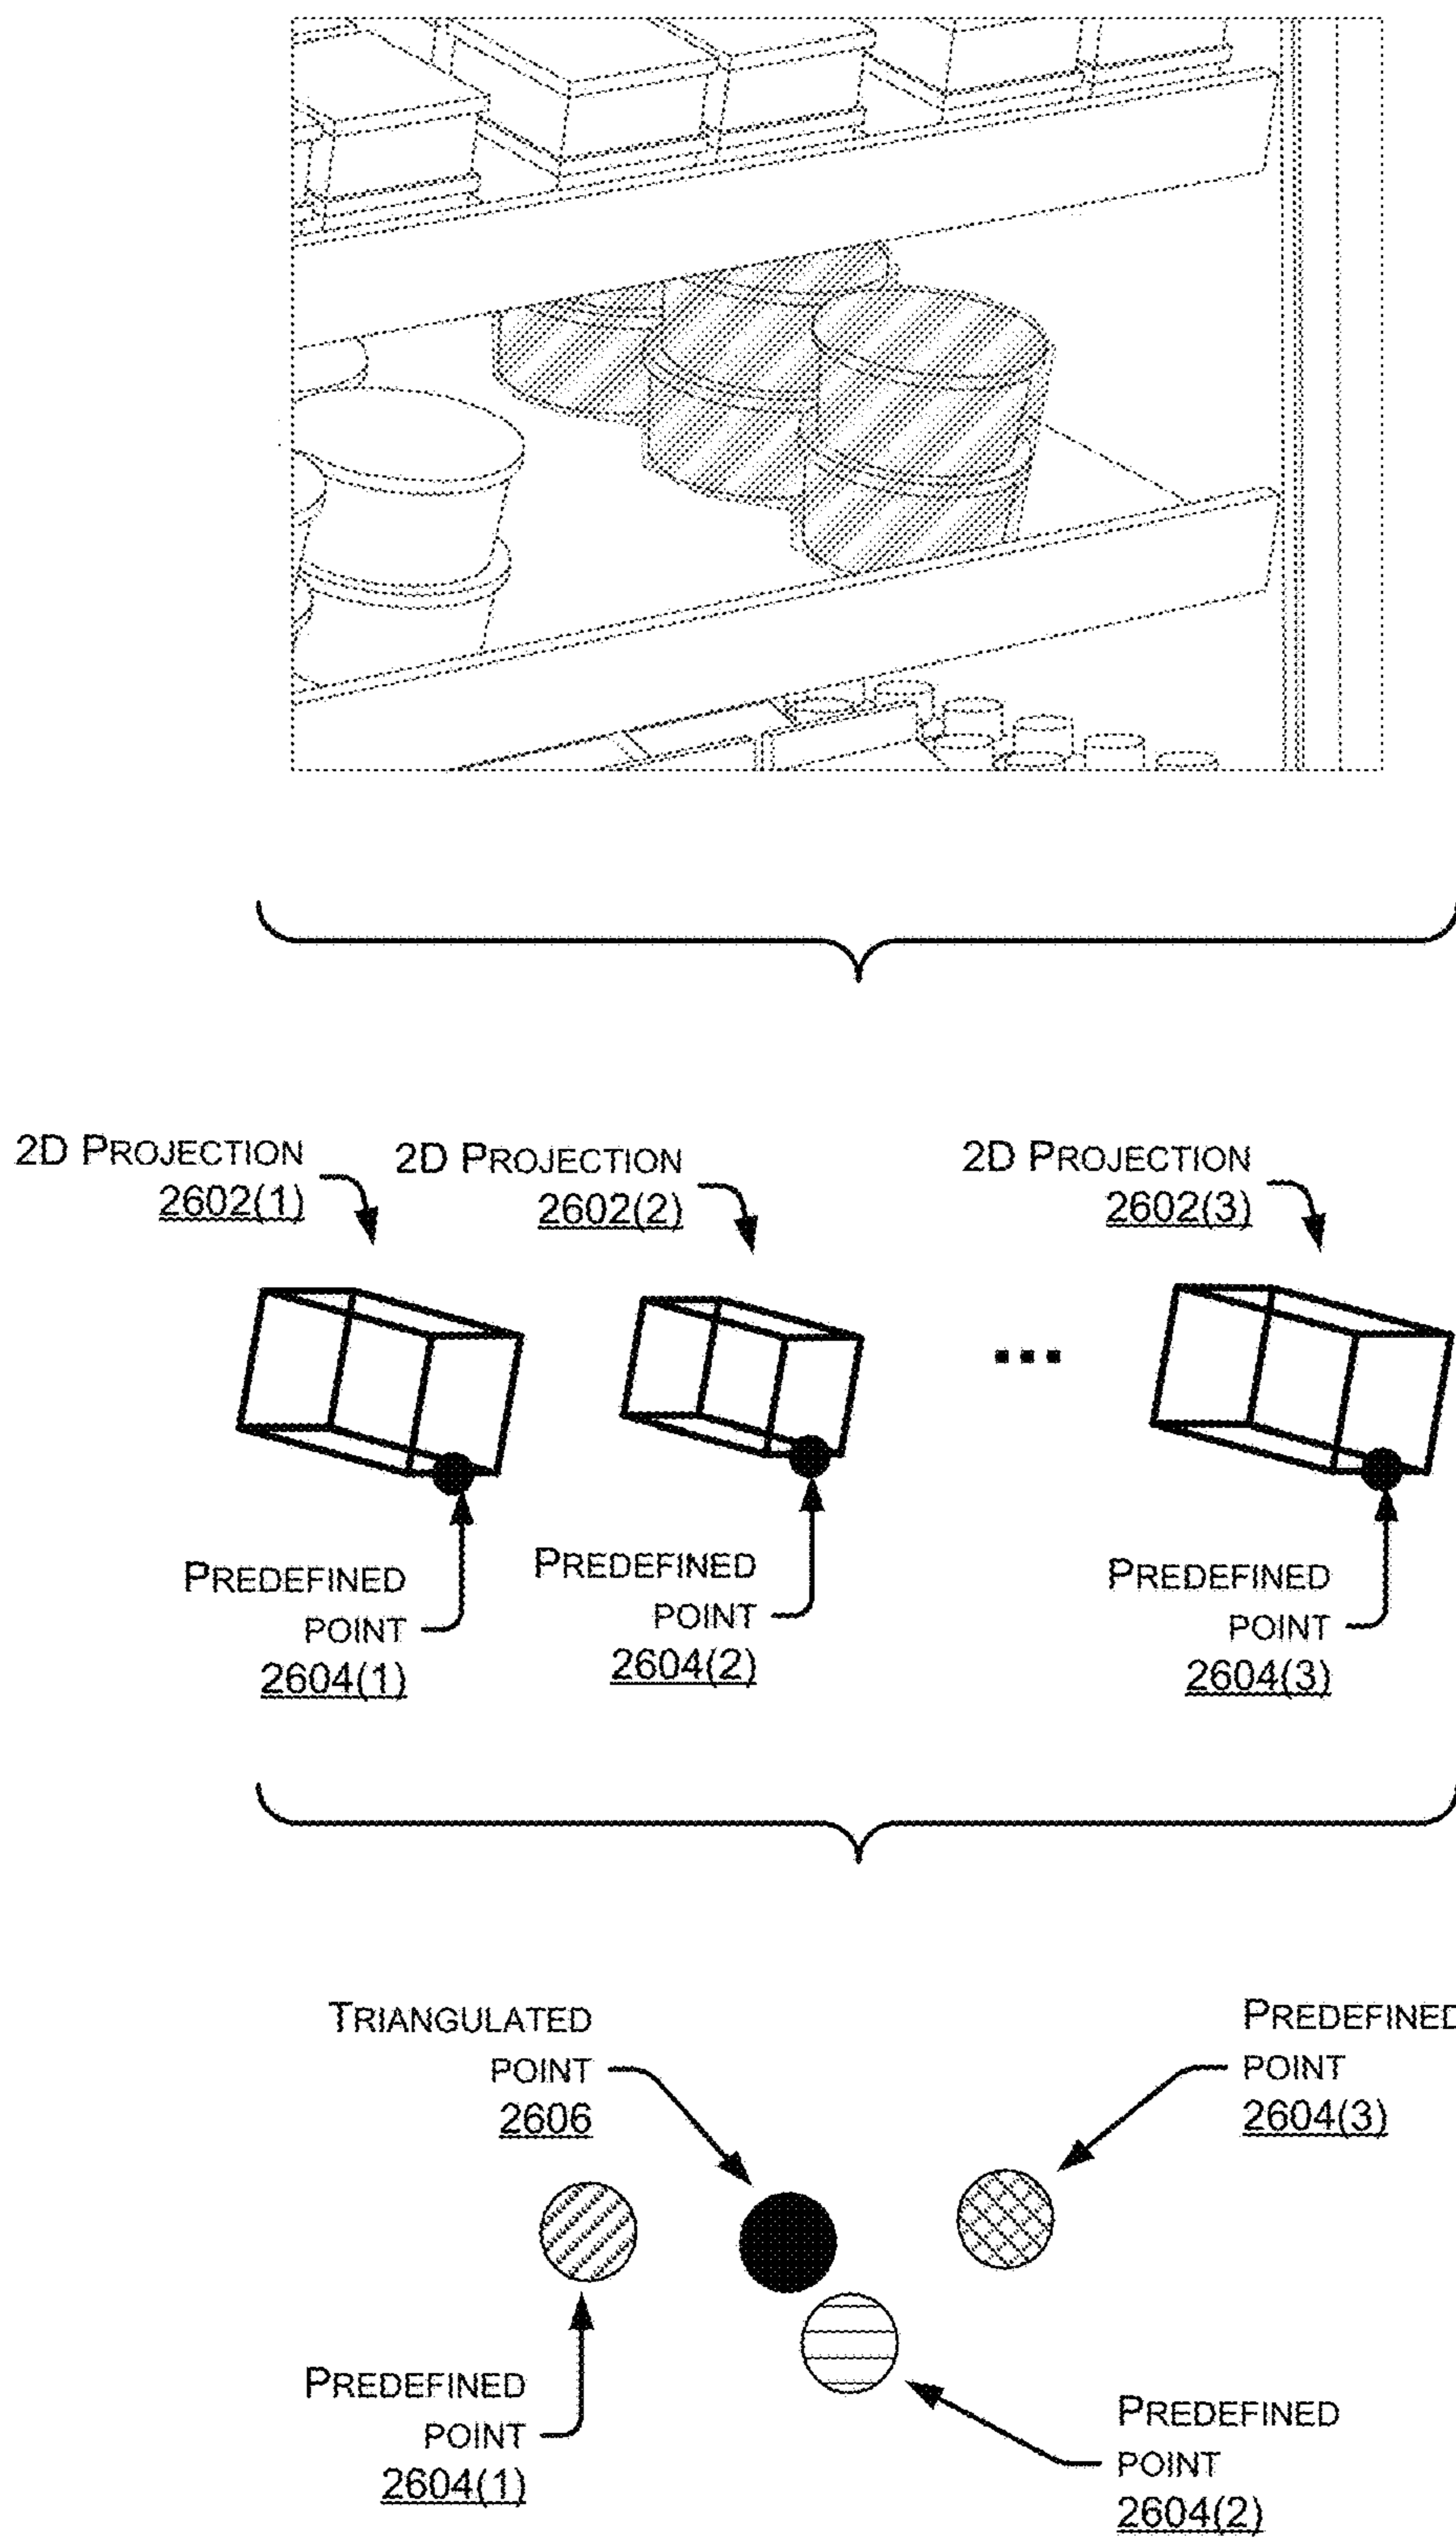 2D PROJECTION
2602(1)
2D PROJECTION
2602(2)
2D PROJECTION
2602(3)
PREDEFINED
POINT
2604(1)
PREDEFINED
POINT
2604(2)
PREDEFINED
POINT
2604(3)
TRIANGULATED
POINT
2606
PREDEFINED
POINT
2604(3)
PREDEFINED
POINT
2604(1)
PREDEFINED
POINT
2604(2)